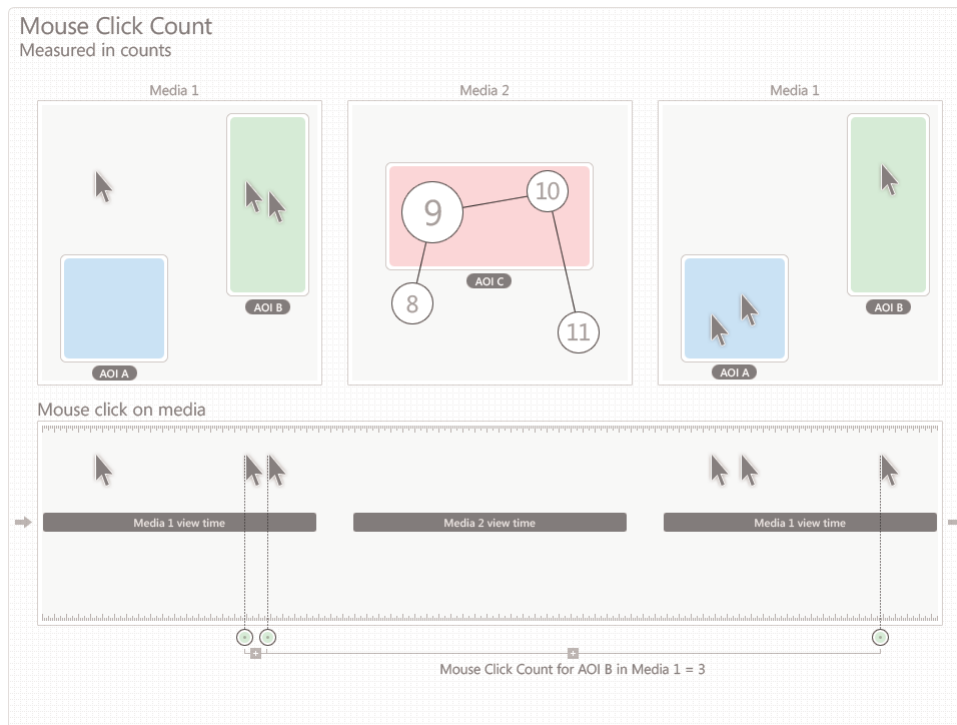 Mouse Click Count
Measured in counts
Media 1
Media 2
Media 1
9
10
8
11
AOI C
AOI B
AOI B
AOI A
AOI A
Mouse click on media
Media 1 view time
Media 2 view time
Media 1 view time
+
+
Mouse Click Count for AOI B in Media 1 = 3